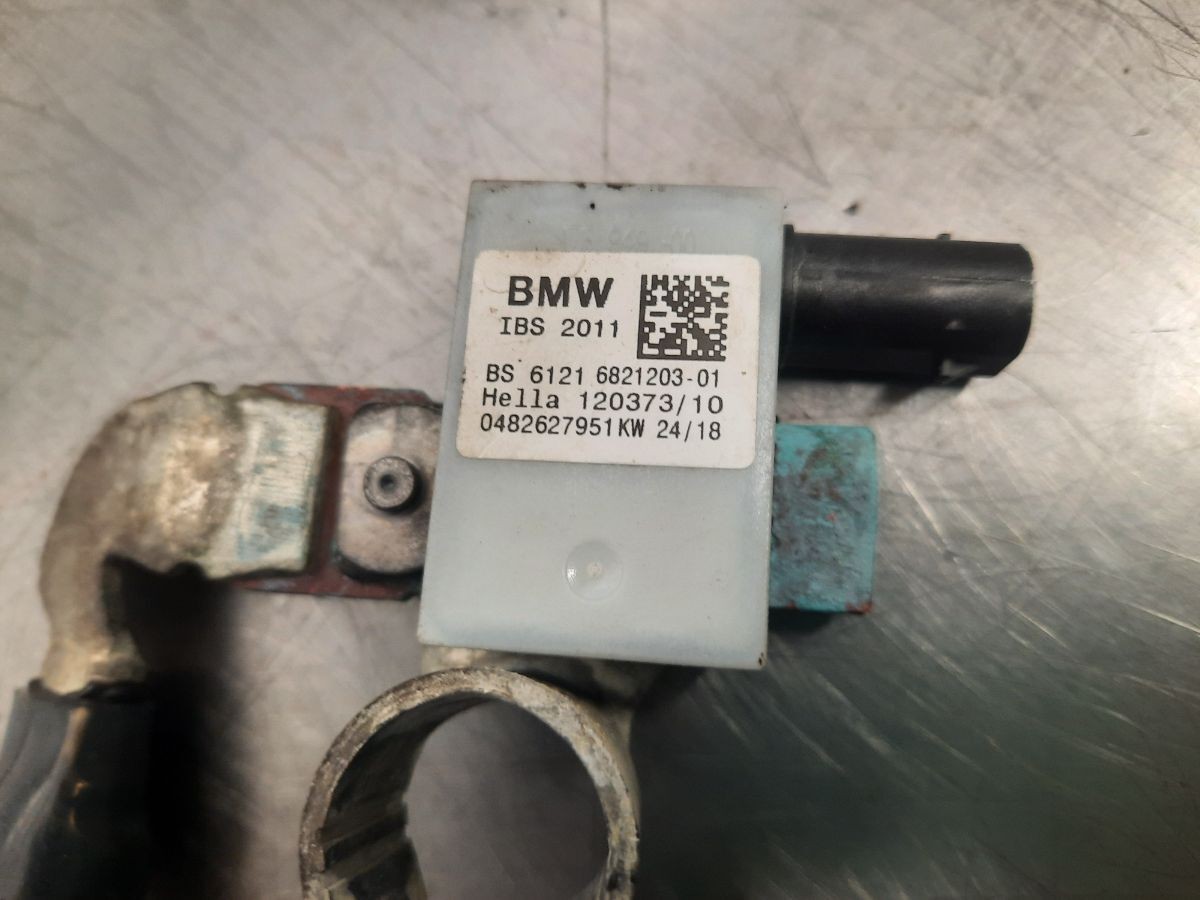 BMW
IBS 2011
BS 6121 6821203-01
Hella 120373/10
0482627951KW 24/18